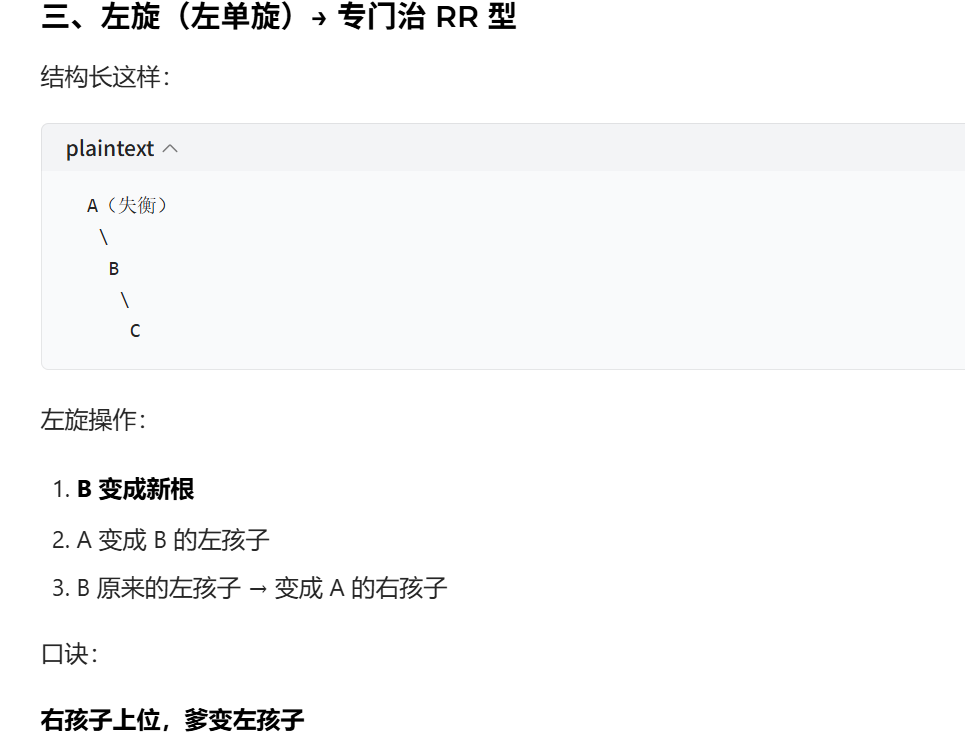 三、左旋（左单旋）→ 专门治 RR 型
结构长这样：
plaintext
A（失衡）
\
B
\
C
左旋操作：
1. B 变成新根
2. A 变成 B 的左孩子
3. B 原来的左孩子 → 变成 A 的右孩子
口诀：
右孩子上位，爹变左孩子